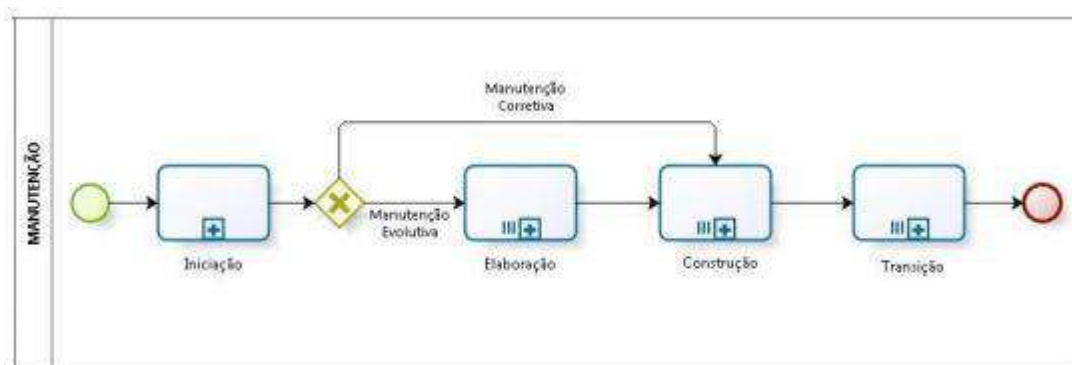 MANUTENÇÃO
Manutenção
Corretiva
Manutenção
Evolutiva
Iniciação
Elaboração
Construção
Transição